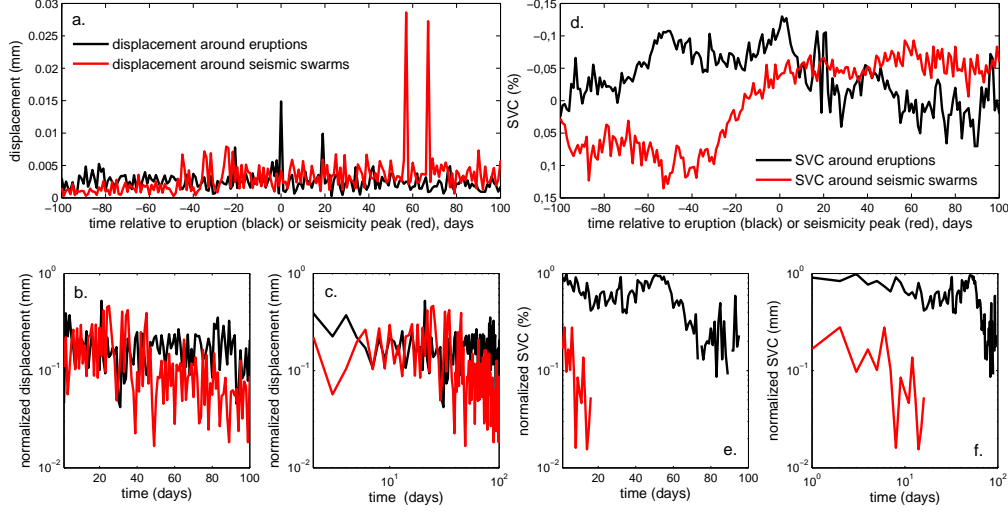 a.
displacement around eruptions
displacement around seismic swarms
displacement (mm)
0.03
0.025
0.02
0.015
0.01
0.005
0
−100 −80 −60 −40 −20 0 20 40 60 80 100
time relative to eruption (black) or seismicity peak (red), days
d.
SVC around eruptions
SVC around seismic swarms
SVC (%)
−0,15
−0.1
−0.05
0
0,05
0,1
0,15
−100 −80 −60 −40 −20 0 20 40 60 80 100
time relative to eruption (black) or seismicity peak (red), days
b.
normalized displacement (mm)
10^0
10^−1
10^−2
20 40 60 80 100
time (days)
c.
normalized displacement (mm)
10^0
10^−1
10^−2
10^1 10^2
time (days)
e.
normalized SVC (%)
10^0
10^−1
10^−2
20 40 60 80 100
time (days)
f.
normalized SVC (mm)
10^0
10^−1
10^−2
10^0 10^1 10^2
time (days)